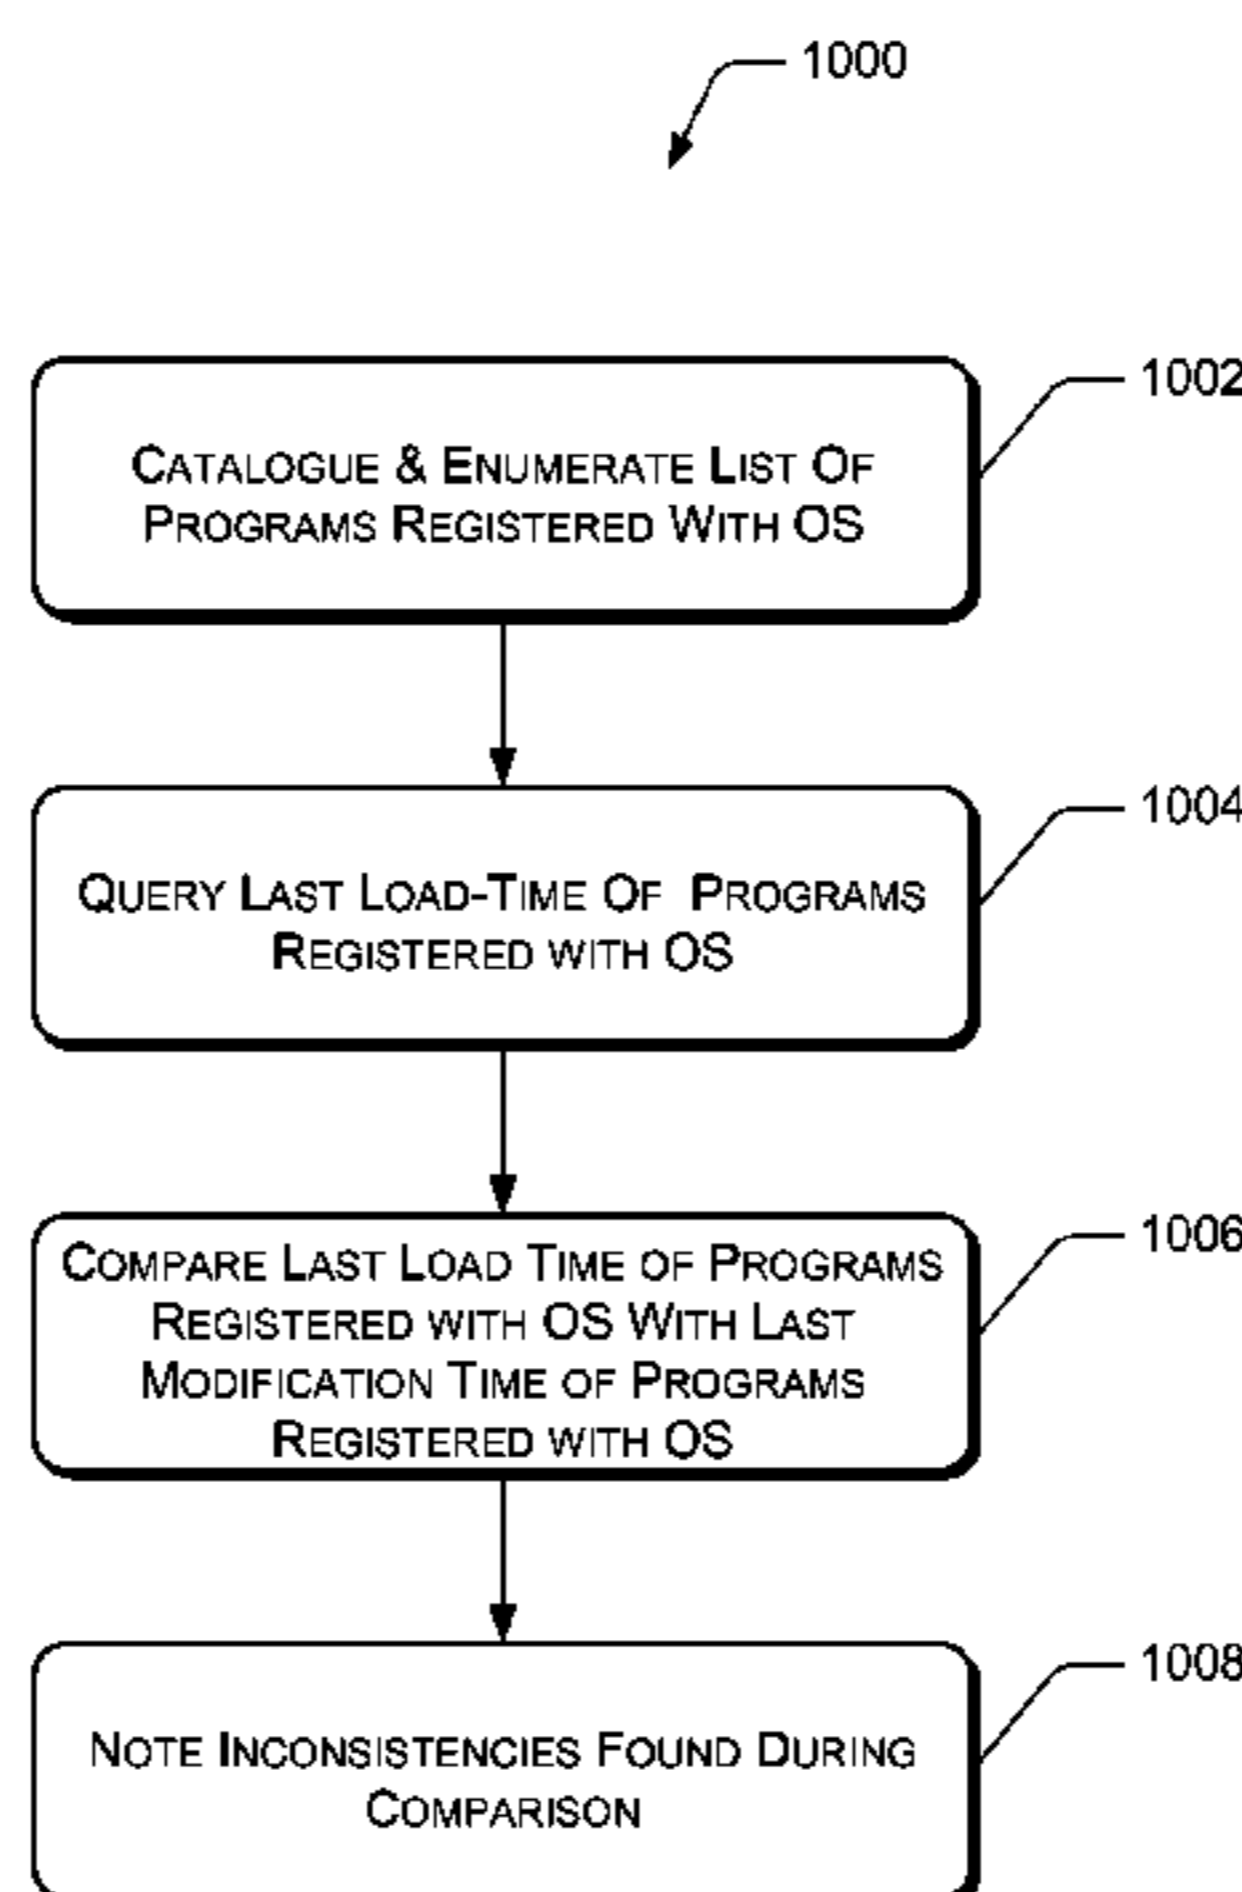 1000
1002
CATALOGUE & ENUMERATE LIST OF
PROGRAMS REGISTERED WITH OS
1004
QUERY LAST LOAD-TIME OF PROGRAMS
REGISTERED WITH OS
1006
COMPARE LAST LOAD TIME OF PROGRAMS
REGISTERED WITH OS WITH LAST
MODIFICATION TIME OF PROGRAMS
REGISTERED WITH OS
1008
NOTE INCONSISTENCIES FOUND DURING
COMPARISON